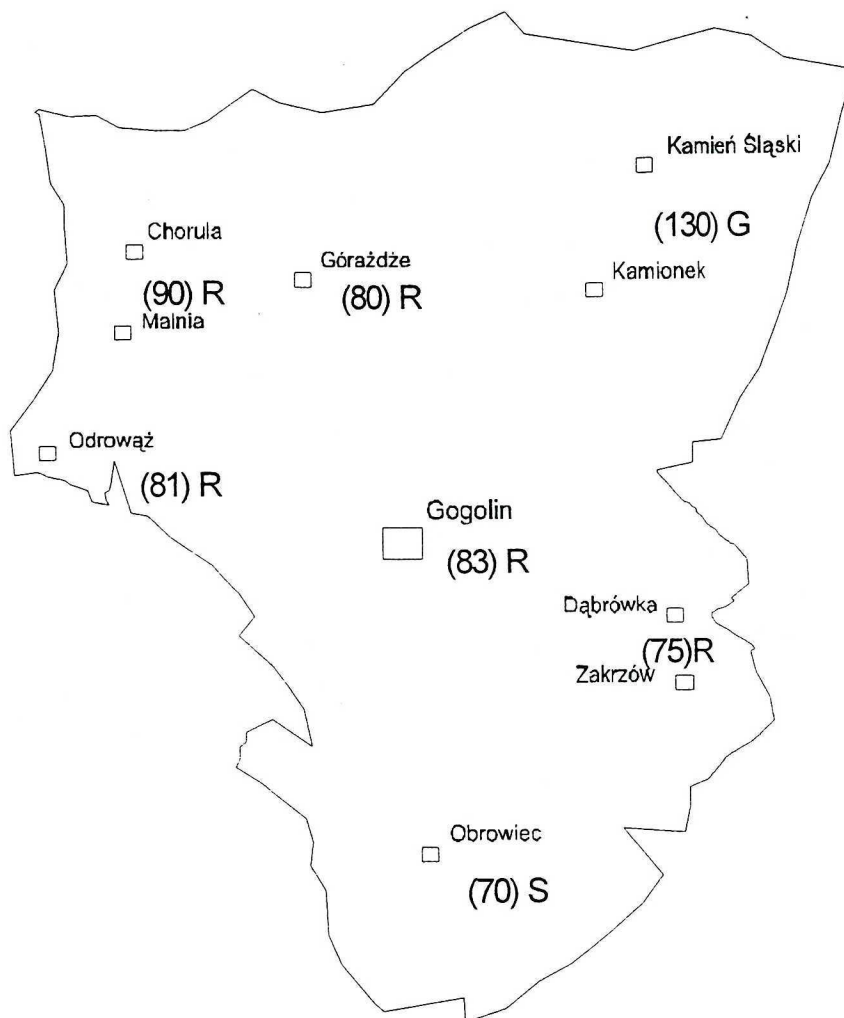 Kamień Śląski
(130) G
Chorula
Górażdże
Kamionek
(90) R
(80) R
Malnia
Odrowąż
(81) R
Gogolin
(83) R
Dąbrówka
(75)R
Zakrzów
Obrowiec
(70) S